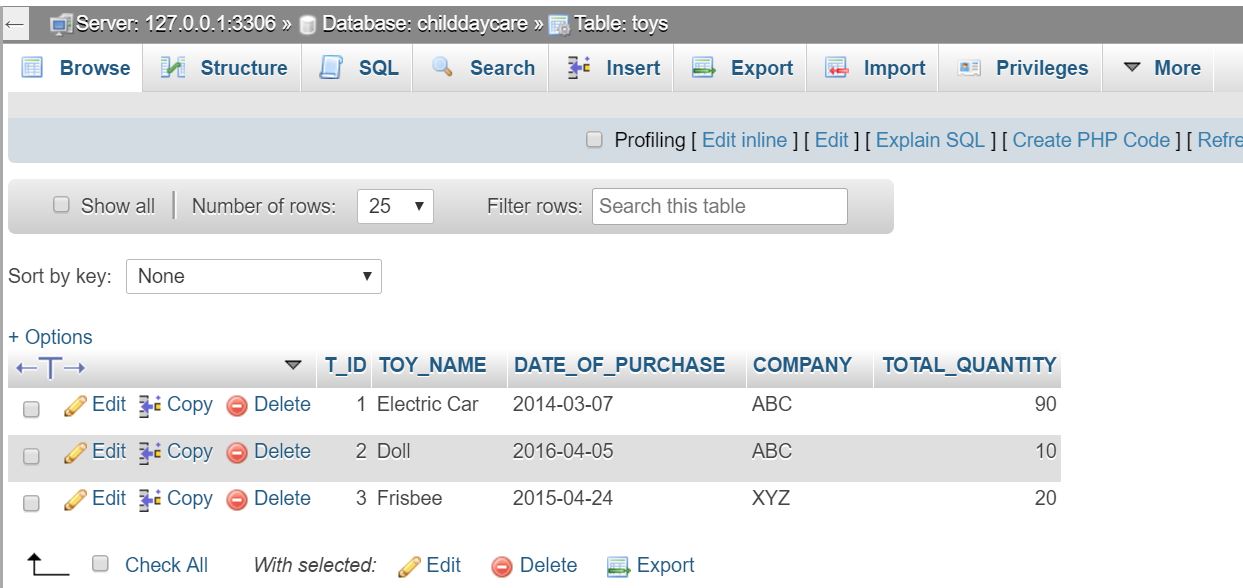 Server: 127.0.0.1:3306 » Database: childdaycare » Table: toys
Browse Structure SQL Search Insert Export Import Privileges More
Profiling [ Edit inline ] [ Edit ] [ Explain SQL ] [ Create PHP Code ] [ Refre
Show all Number of rows: 25 Filter rows: Search this table
Sort by key: None
+ Options
T_ID TOY_NAME DATE_OF_PURCHASE COMPANY TOTAL_QUANTITY
Edit Copy Delete 1 Electric Car 2014-03-07 ABC 90
Edit Copy Delete 2 Doll 2016-04-05 ABC 10
Edit Copy Delete 3 Frisbee 2015-04-24 XYZ 20
Check All With selected: Edit Delete Export